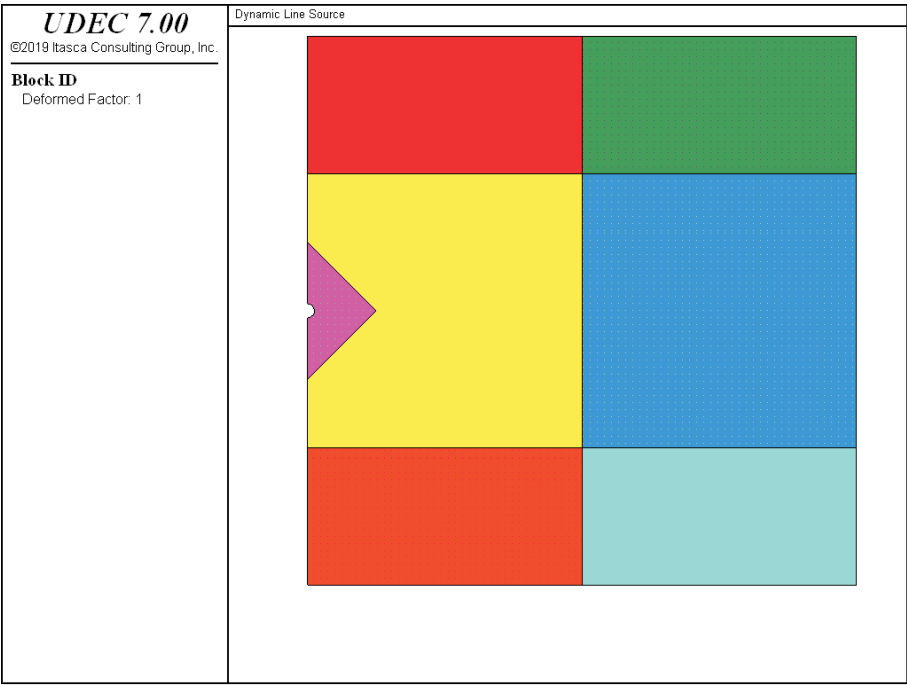 UDEC 7.00
©2019 Itasca Consulting Group, Inc.
Block ID
Deformed Factor: 1
Dynamic Line Source